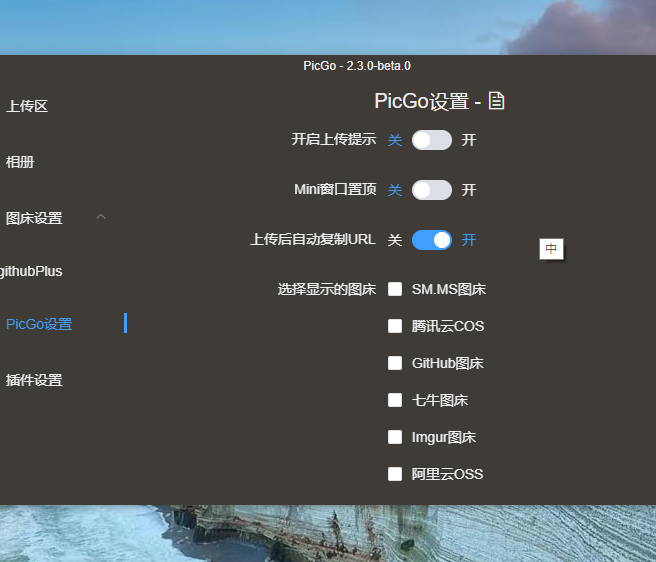 PicGo - 2.3.0-beta.0
上传区
相册
图床设置
githubPlus
PicGo设置
插件设置
PicGo设置 -
开启上传提示 关 开
Mini窗口置顶 关 开
上传后自动复制URL 关 开
中
选择显示的图床 SM.MS图床
腾讯云COS
GitHub图床
七牛图床
Imgur图床
阿里云OSS